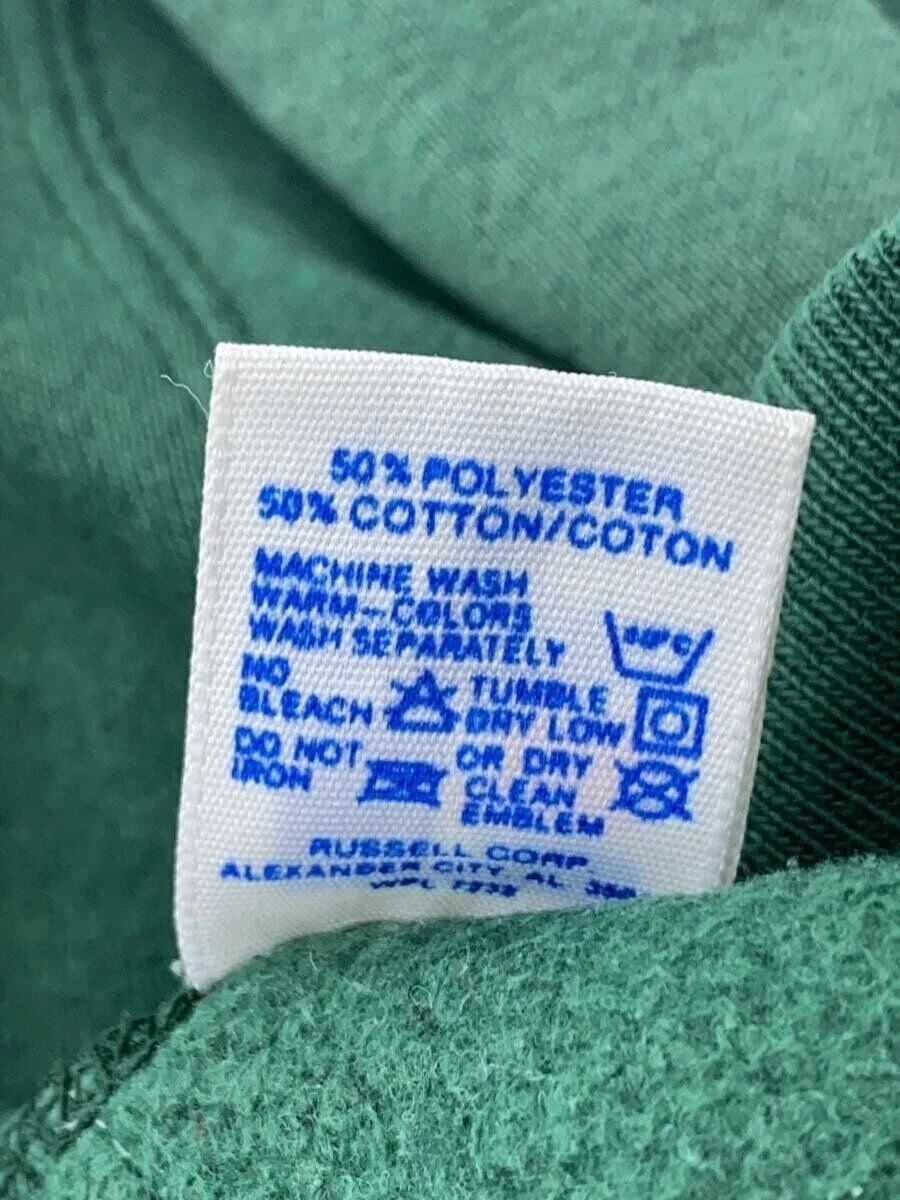 50% POLYESTER
50% COTTON/COTON
MACHINE WASH
WARM-COLORS
WASH SEPARATELY
NO
BLEACH
TUMBLE
DRY LOW
DO NOT
IRON
OR DRY
CLEAN
EMBLEM
RUSSELL CORP
ALEXANDER CITY, AL
WPL